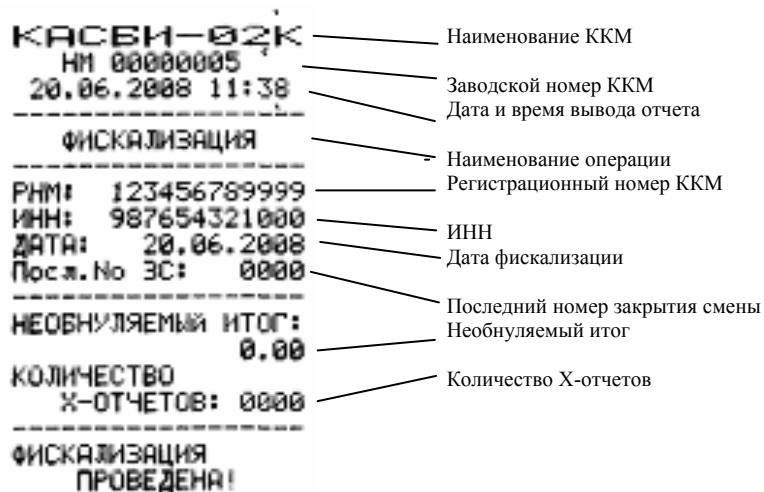 КАСБИ-02К
НМ 00000005
20.06.2008 11:38
ФИСКАЛИЗАЦИЯ
РНМ: 123456789999
ИНН: 987654321000
ДАТА: 20.06.2008
Посл.No ЗС: 0000
НЕОБНУЛЯЕМЫЙ ИТОГ:
0.00
КОЛИЧЕСТВО
X-ОТЧЕТОВ: 0000
ФИСКАЛИЗАЦИЯ
ПРОВЕДЕНА!
Наименование ККМ
Заводской номер ККМ
Дата и время вывода отчета
Наименование операции
Регистрационный номер ККМ
ИНН
Дата фискализации
Последний номер закрытия смены
Необнуляемый итог
Количество X-отчетов